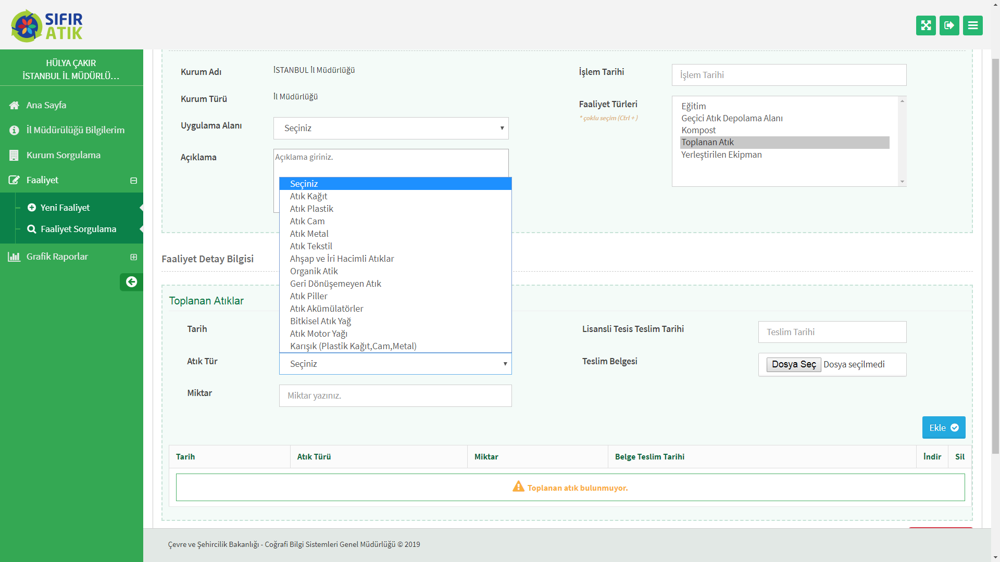 SIFIR
ATIK
HÜLYA ÇAKIR
İSTANBUL İL MÜDÜRLÜ...
Ana Sayfa
İl Müdürülüğü Bilgilerim
Kurum Sorgulama
Faaliyet
Yeni Faaliyet
Faaliyet Sorgulama
Grafik Raporlar
Kurum Adı
İSTANBUL İl Müdürlüğü
Kurum Türü
İl Müdürlüğü
Uygulama Alanı
Seçiniz
Açıklama
Açıklama giriniz.
İşlem Tarihi
İşlem Tarihi
Faaliyet Türleri
* çoklu seçim (Ctrl + )
Eğitim
Geçici Atık Depolama Alanı
Kompost
Toplanan Atık
Yerleştirilen Ekipman
Seçiniz
Atık Kağıt
Atık Plastik
Atık Cam
Atık Metal
Atık Tekstil
Ahşap ve İri Hacimli Atıklar
Organik Atik
Geri Dönüşemeyen Atık
Atık Piller
Atık Akümülatörler
Bitkisel Atık Yağ
Atık Motor Yağı
Karışık (Plastik Kağıt,Cam,Metal)
Faaliyet Detay Bilgisi
Toplanan Atıklar
Tarih
Atık Tür
Seçiniz
Miktar
Miktar yazınız.
Lisansli Tesis Teslim Tarihi
Teslim Tarihi
Teslim Belgesi
Dosya Seç Dosya seçilmedi
Ekle
Tarih Atık Türü Miktar Belge Teslim Tarihi İndir Sil
Toplanan atık bulunmuyor.
Çevre ve Şehircilik Bakanlığı - Coğrafi Bilgi Sistemleri Genel Müdürlüğü © 2019